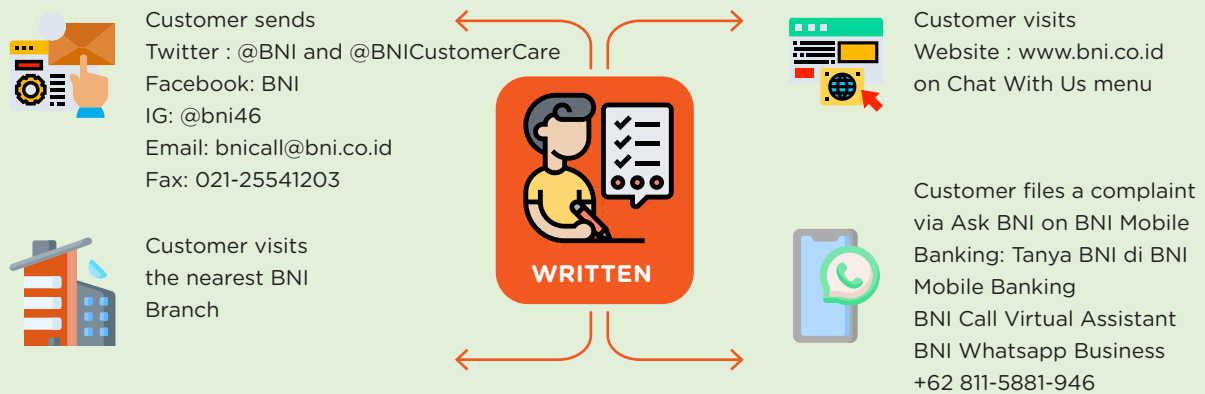 Customer sends
Twitter : @BNI and @BNICustomerCare
Facebook: BNI
IG: @bni46
Email: bnicall@bni.co.id
Fax: 021-25541203
Customer visits
the nearest BNI
Branch
WRITTEN
Customer visits
Website : www.bni.co.id
on Chat With Us menu
Customer files a complaint
via Ask BNI on BNI Mobile
Banking: Tanya BNI di BNI
Mobile Banking
BNI Call Virtual Assistant
BNI Whatsapp Business
+62 811-5881-946